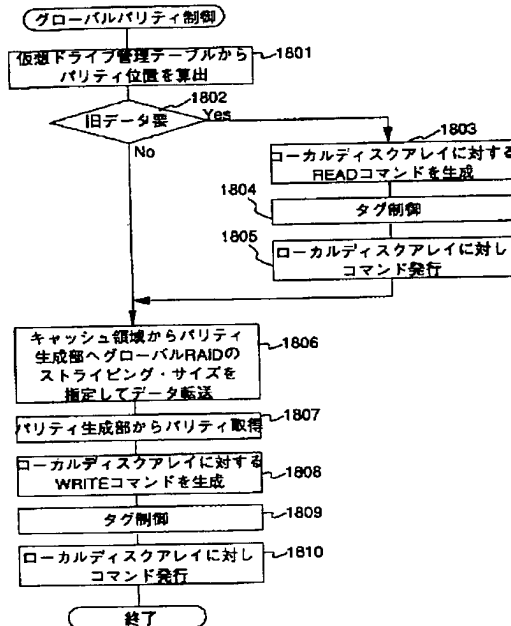 グローバルパリティ制御
仮想ドライブ管理テーブルから
パリティ位置を算出
1801
1802
旧データ要
Yes
No
1803
ローカルディスクアレイに対する
READコマンドを生成
1804
タグ制御
1805
ローカルディスクアレイに対し
コマンド発行
キャッシュ領域からパリティ
生成部へグローバルRAIDの
ストライピング・サイズを
指定してデータ転送
1806
パリティ生成部からパリティ取得
1807
ローカルディスクアレイに対する
WRITEコマンドを生成
1808
タグ制御
1809
ローカルディスクアレイに対し
コマンド発行
1810
終了